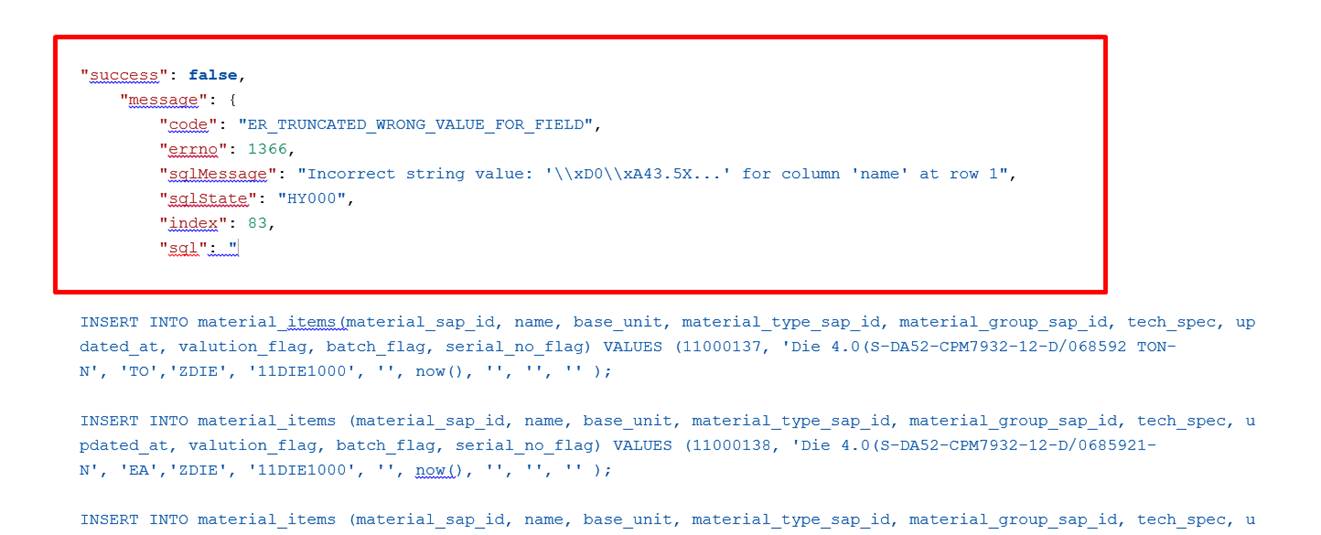 "success": false,
"message": {
"code": "ER_TRUNCATED_WRONG_VALUE_FOR_FIELD",
"errno": 1366,
"sqlMessage": "Incorrect string value: '\\xD0\\xA43.5X...' for column 'name' at row 1",
"sqlState": "HY000",
"index": 83,
"sql": "
INSERT INTO material_items(material_sap_id, name, base_unit, material_type_sap_id, material_group_sap_id, tech_spec, up
dated_at, valution_flag, batch_flag, serial_no_flag) VALUES (11000137, 'Die 4.0(S-DA52-CPM7932-12-D/068592 TON-
N', 'TO','ZDIE', '11DIE1000', '', now(), '', '', '' );
INSERT INTO material_items (material_sap_id, name, base_unit, material_type_sap_id, material_group_sap_id, tech_spec, u
pdated_at, valution_flag, batch_flag, serial_no_flag) VALUES (11000138, 'Die 4.0(S-DA52-CPM7932-12-D/0685921-
N', 'EA','ZDIE', '11DIE1000', '', now(), '', '', '' );
INSERT INTO material_items (material_sap_id, name, base_unit, material_type_sap_id, material_group_sap_id, tech_spec, u